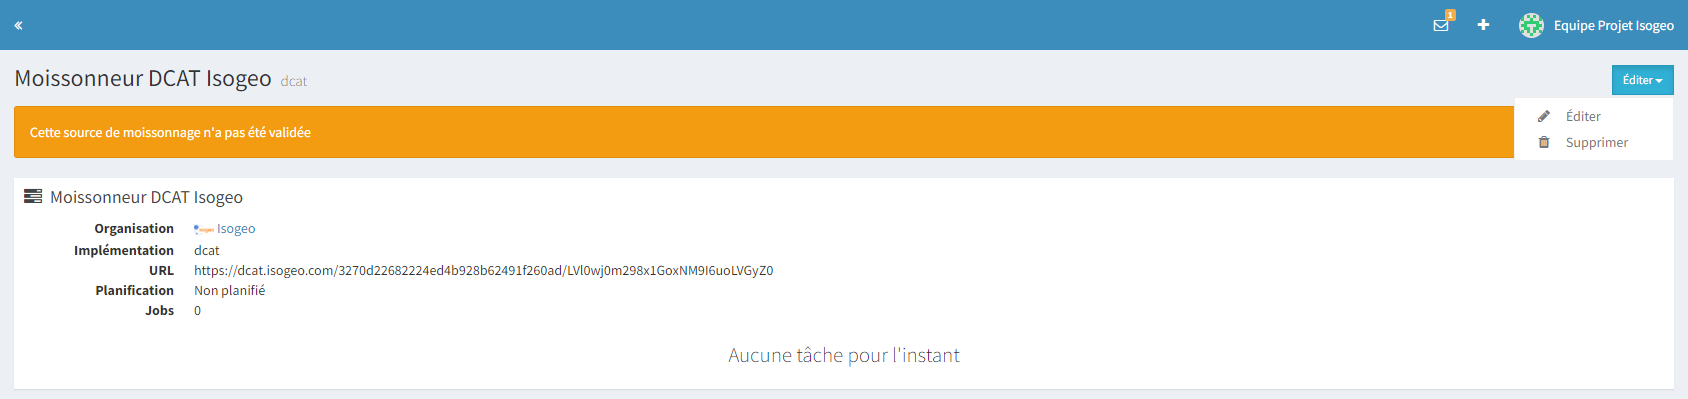 «
1
Equipe Projet Isogeo
Moissonneur DCAT Isogeo dcat
Éditer
Cette source de moissonnage n'a pas été validée
Éditer
Supprimer
Moissonneur DCAT Isogeo
Organisation Isogeo
Implémentation dcat
URL https://dcat.isogeo.com/3270d22682224ed4b928b62491f260ad/LVl0wj0m298x1GoxNM9I6uoLVGyZ0
Planification Non planifié
Jobs 0
Aucune tâche pour l'instant